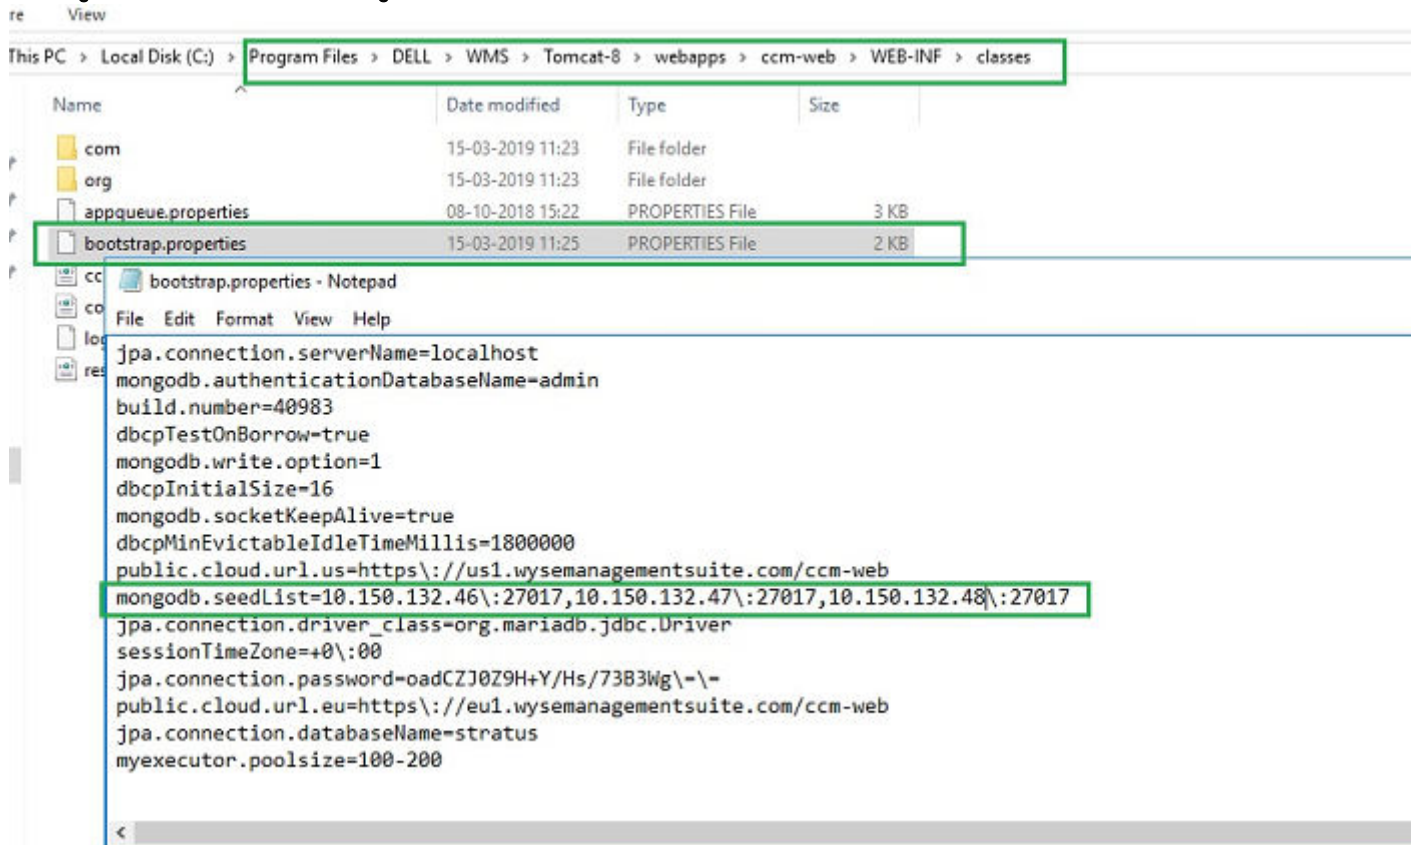 re View
This PC > Local Disk (C:) > Program Files > DELL > WMS > Tomcat-8 > webapps > ccm-web > WEB-INF > classes
Name Date modified Type Size
com 15-03-2019 11:23 File folder
org 15-03-2019 11:23 File folder
appqueue.properties 08-10-2018 15:22 PROPERTIES File 3 KB
bootstrap.properties 15-03-2019 11:25 PROPERTIES File 2 KB
cc
bootstrap.properties - Notepad
co
File Edit Format View Help
log
jpa.connection.serverName=localhost
res
mongodb.authenticationDatabaseName=admin
build.number=40983
dbcpTestOnBorrow=true
mongodb.write.option=1
dbcpInitialSize=16
mongodb.socketKeepAlive=true
dbcpMinEvictableIdleTimeMillis=1800000
public.cloud.url.us=https\://us1.wysemanagementsuite.com/ccm-web
mongodb.seedList=10.150.132.46\:27017,10.150.132.47\:27017,10.150.132.48\:27017
jpa.connection.driver_class=org.mariadb.jdbc.Driver
sessionTimeZone=+0\:00
jpa.connection.password=oadCZJ0Z9H+Y/Hs/73B3Wg\=\=
public.cloud.url.eu=https\://eu1.wysemanagementsuite.com/ccm-web
jpa.connection.databaseName=stratus
myexecutor.poolsize=100-200